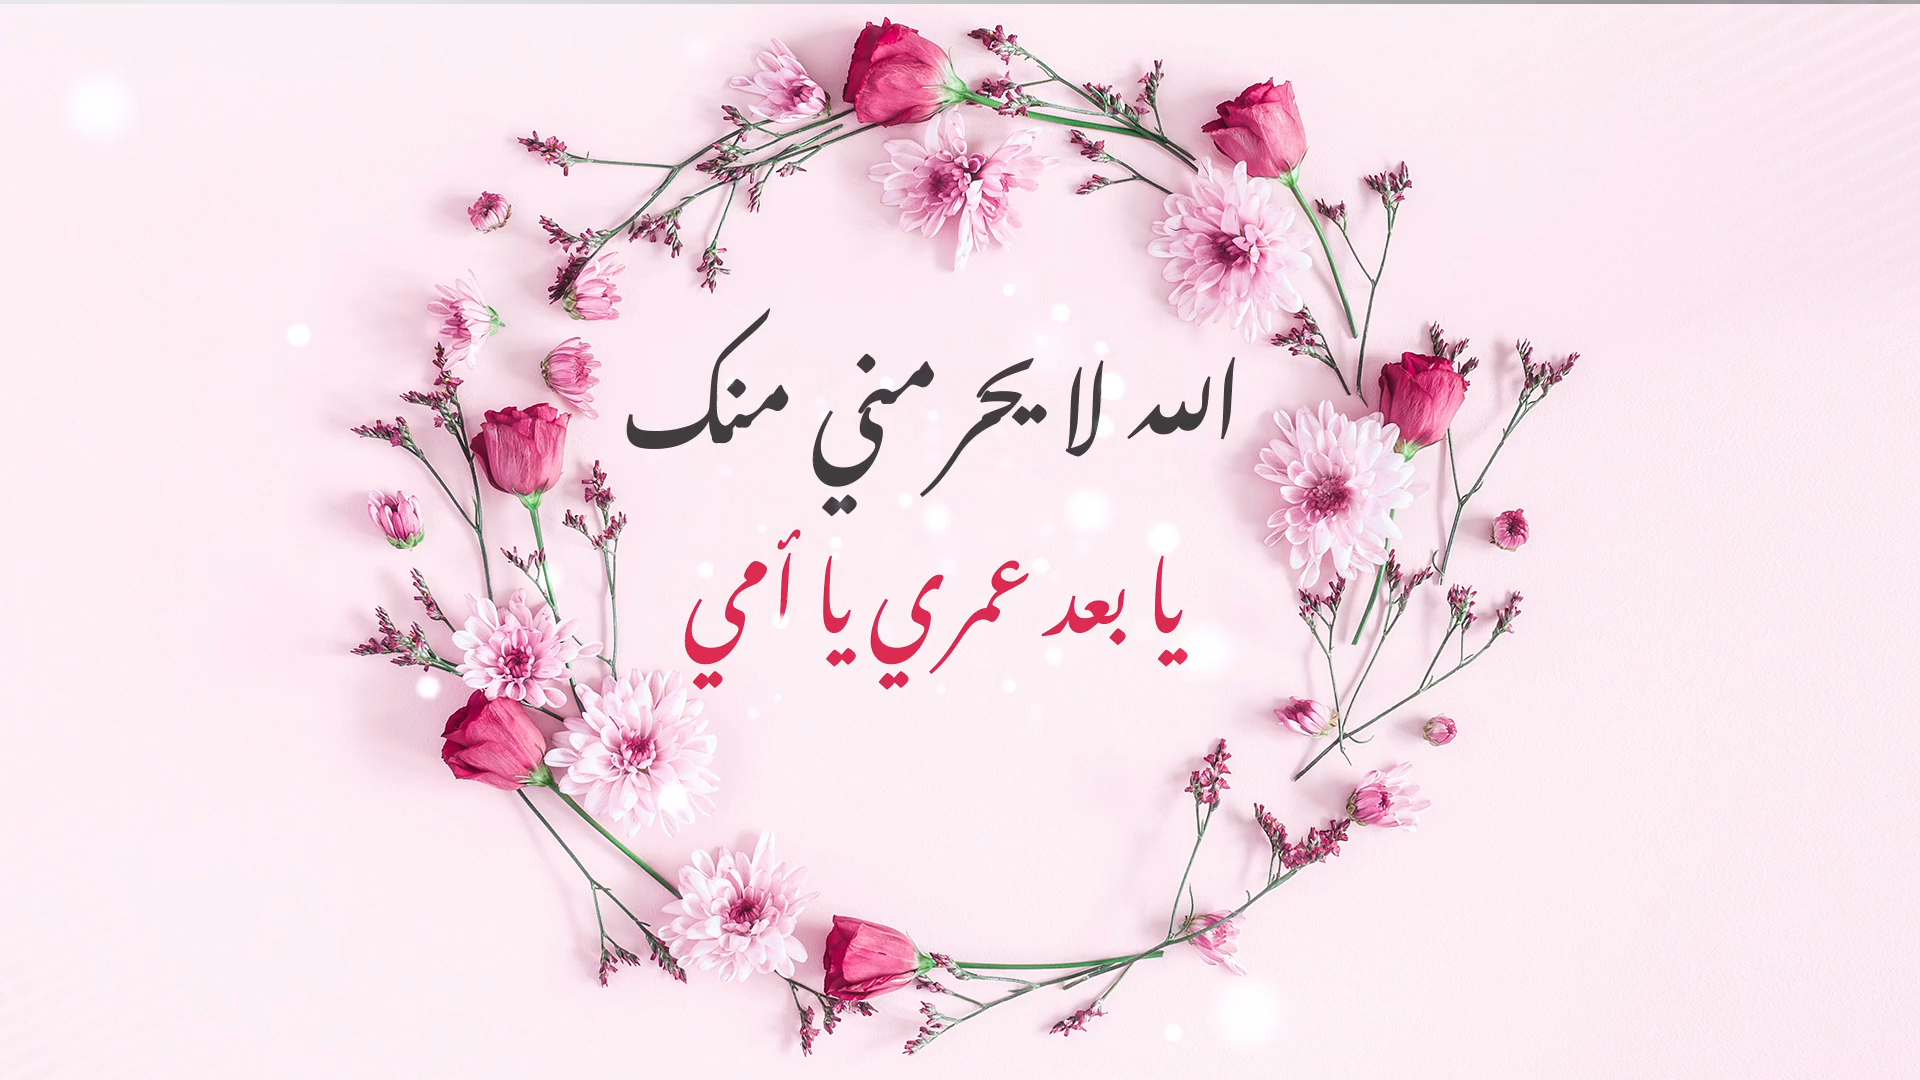 الله لا يحرمني منك
يا بعد عمري يا أمي